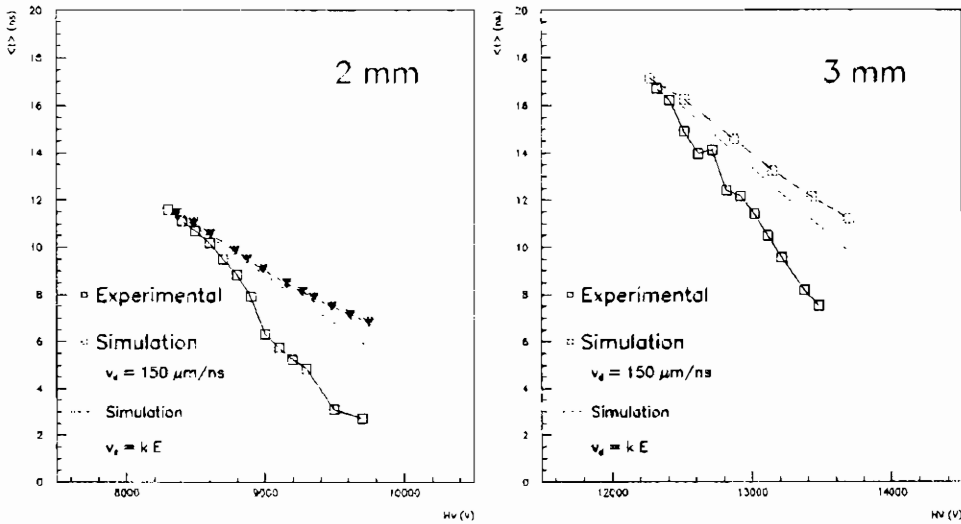 <t> (ns)
20
18
16
14
12
10
8
6
4
2
0
2 mm
Experimental
Simulation
v_d = 150 μm/ns
Simulation
v_d = k E
8000
9000
10000
HV (V)
<t> (ns)
20
18
16
14
12
10
8
6
4
2
0
3 mm
Experimental
Simulation
v_d = 150 μm/ns
Simulation
v_d = k E
12000
13000
14000
HV (V)